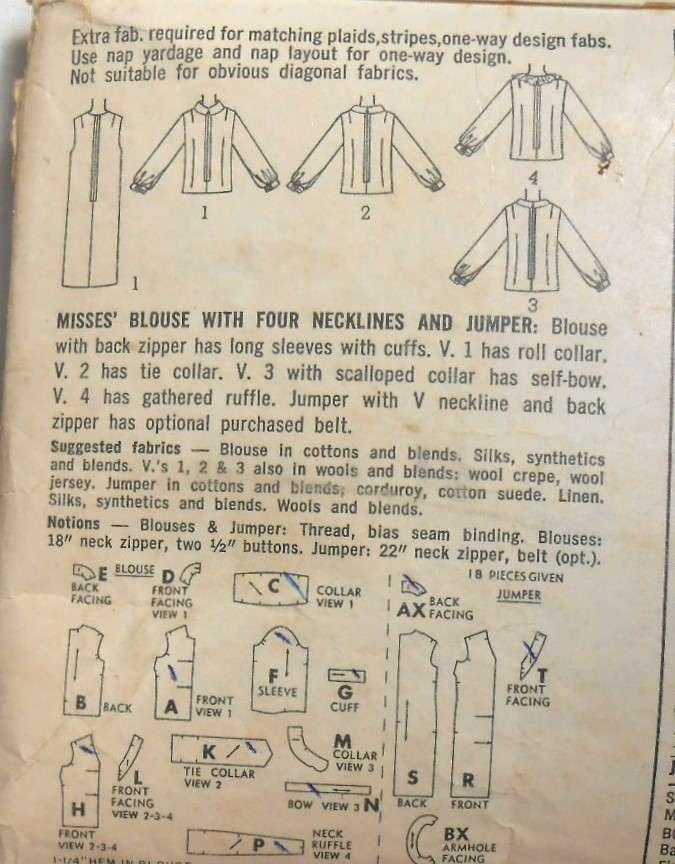 Extra fab. required for matching plaids,stripes,one-way design fabs.
Use nap yardage and nap layout for one-way design.
Not suitable for obvious diagonal fabrics.
1
1
2
4
3
MISSES' BLOUSE WITH FOUR NECKLINES AND JUMPER: Blouse
with back zipper has long sleeves with cuffs. V. 1 has roll collar.
V. 2 has tie collar. V. 3 with scalloped collar has self-bow.
V. 4 has gathered ruffle. Jumper with V neckline and back
zipper has optional purchased belt.
Suggested fabrics — Blouse in cottons and blends. Silks, synthetics
and blends. V.'s 1, 2 & 3 also in wools and blends; wool crepe, wool
jersey. Jumper in cottons and blends; corduroy, cotton suede. Linen.
Silks, synthetics and blends. Wools and blends.
Notions — Blouses & Jumper: Thread, bias seam binding. Blouses:
18" neck zipper, two ½" buttons. Jumper: 22" neck zipper, belt (opt.).
18 PIECES GIVEN
BLOUSE
JUMPER
E
BACK
FACING
D
FRONT
FACING
VIEW 1
C
COLLAR
VIEW 1
AX
BACK
FACING
B
BACK
A
FRONT
VIEW 1
F
SLEEVE
G
CUFF
T
FRONT
FACING
H
FRONT
VIEW 2-3-4
L
FRONT
FACING
VIEW 2-3-4
K
TIE COLLAR
VIEW 2
M
COLLAR
VIEW 3
BOW VIEW 3 N
S
BACK
R
FRONT
P
NECK
RUFFLE
VIEW 4
BX
ARMHOLE
FACING
1-1/4" HEM IN BLOUSE